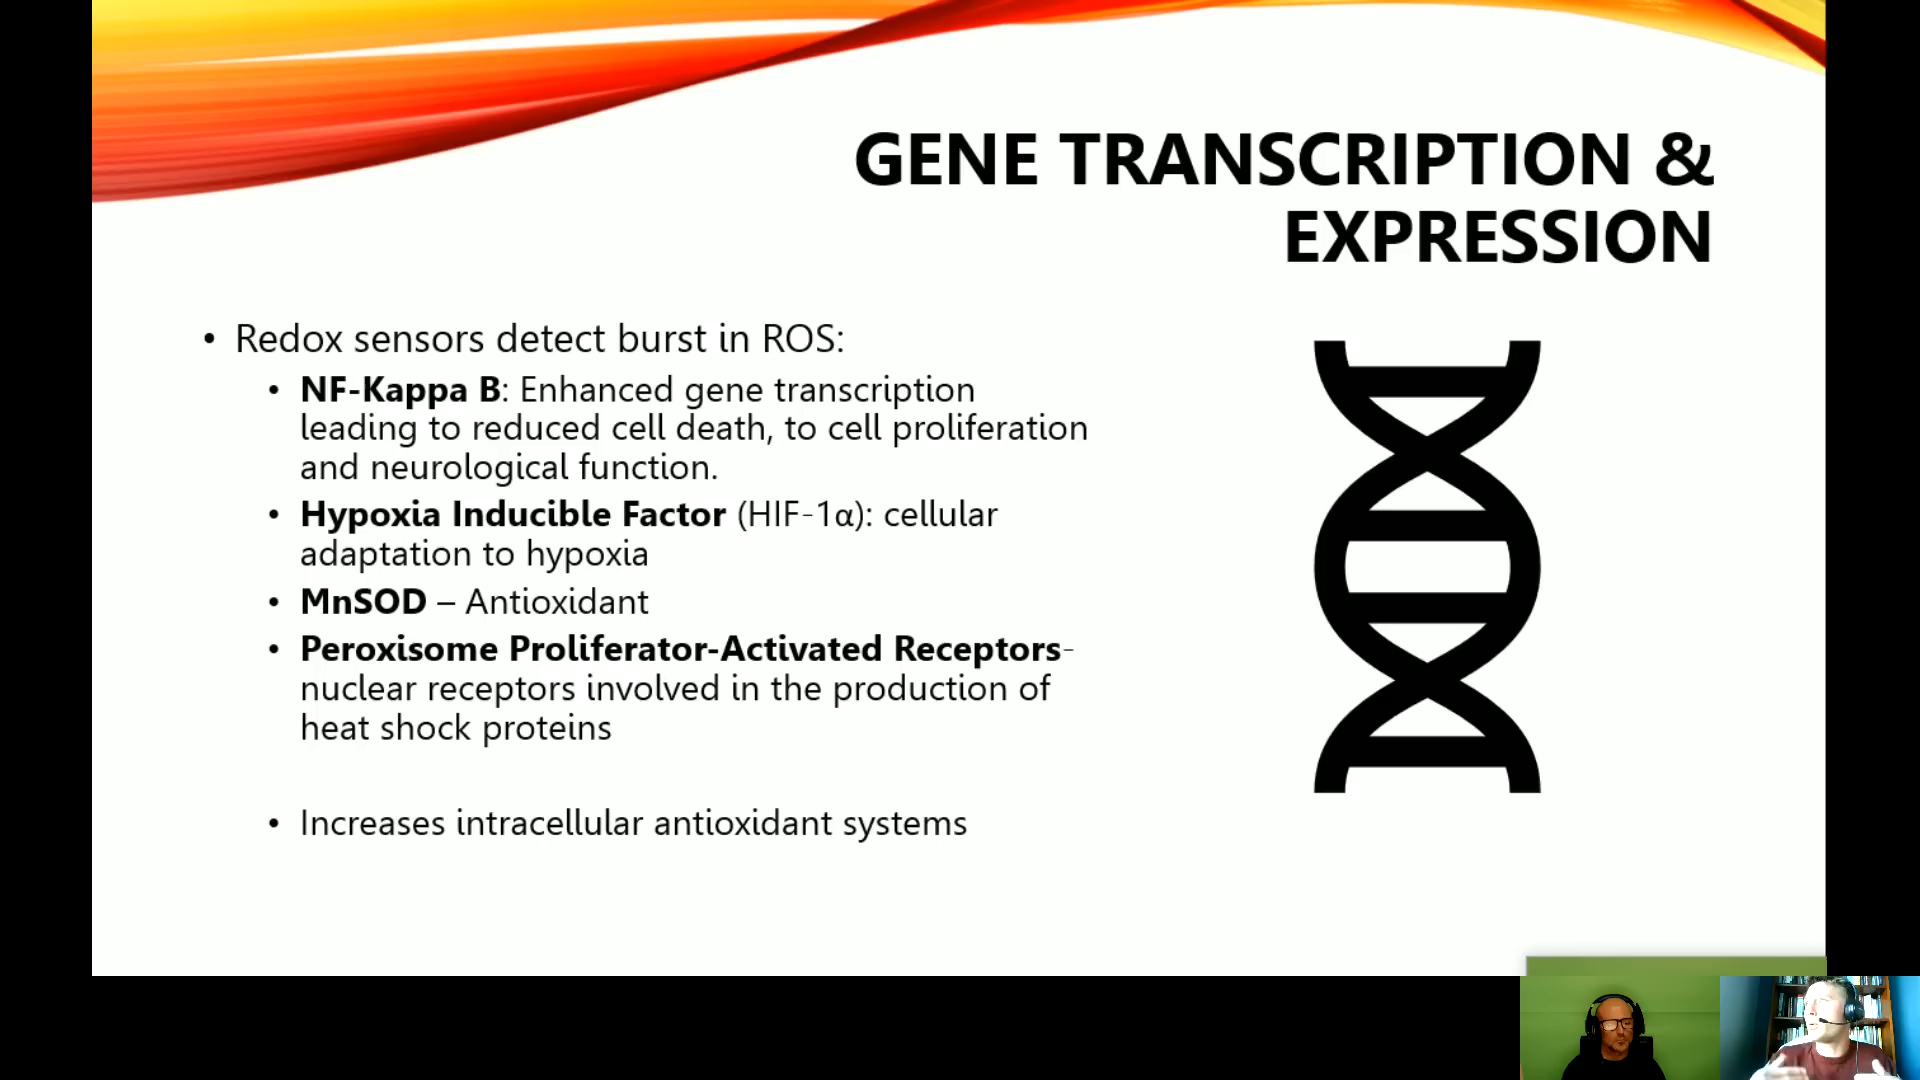 GENE TRANSCRIPTION &
EXPRESSION
• Redox sensors detect burst in ROS:
• NF-Kappa B: Enhanced gene transcription
leading to reduced cell death, to cell proliferation
and neurological function.
• Hypoxia Inducible Factor (HIF-1α): cellular
adaptation to hypoxia
• MnSOD – Antioxidant
• Peroxisome Proliferator-Activated Receptors-
nuclear receptors involved in the production of
heat shock proteins
• Increases intracellular antioxidant systems